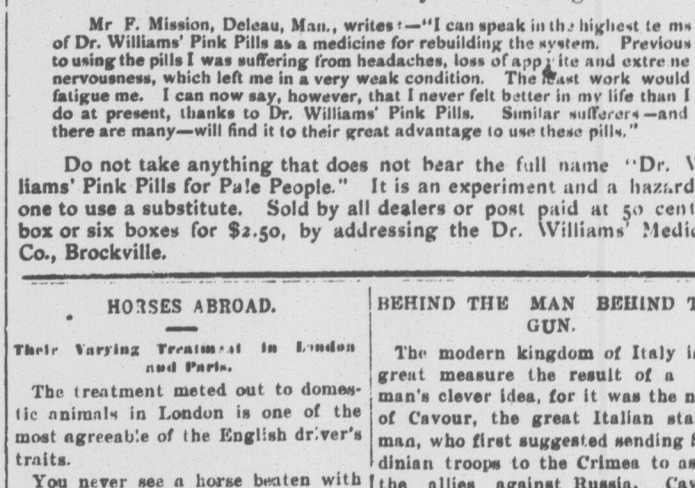 Mr F. Mission, Deleau, Man., writes:—"I can speak in the highest te ms
of Dr. Williams' Pink Pills as a medicine for rebuilding the system. Previous
to using the pills I was suffering from headaches, loss of appetite and extreme
nervousness, which left me in a very weak condition. The least work would
fatigue me. I can now say, however, that I never felt better in my life than I
do at present, thanks to Dr. Williams' Pink Pills. Similar sufferers—and
there are many—will find it to their great advantage to use these pills."
Do not take anything that does not bear the full name "Dr.
liams' Pink Pills for Pale People." It is an experiment and a hazard
one to use a substitute. Sold by all dealers or post paid at 50 cent
box or six boxes for $2.50, by addressing the Dr. Williams' Medic
Co., Brockville.
HORSES ABROAD.
Their Varying Treatment in London
and Paris.
The treatment meted out to domes-
tic animals in London is one of the
most agreeable of the English driver's
traits.
You never see a horse beaten with
BEHIND THE MAN BEHIND
GUN.
The modern kingdom of Italy
great measure the result of a
man's clever idea, for it was the
of Cavour, the great Italian sta
man, who first suggested sending
dinian troops to the Crimea to
the allies against Russia. Cav